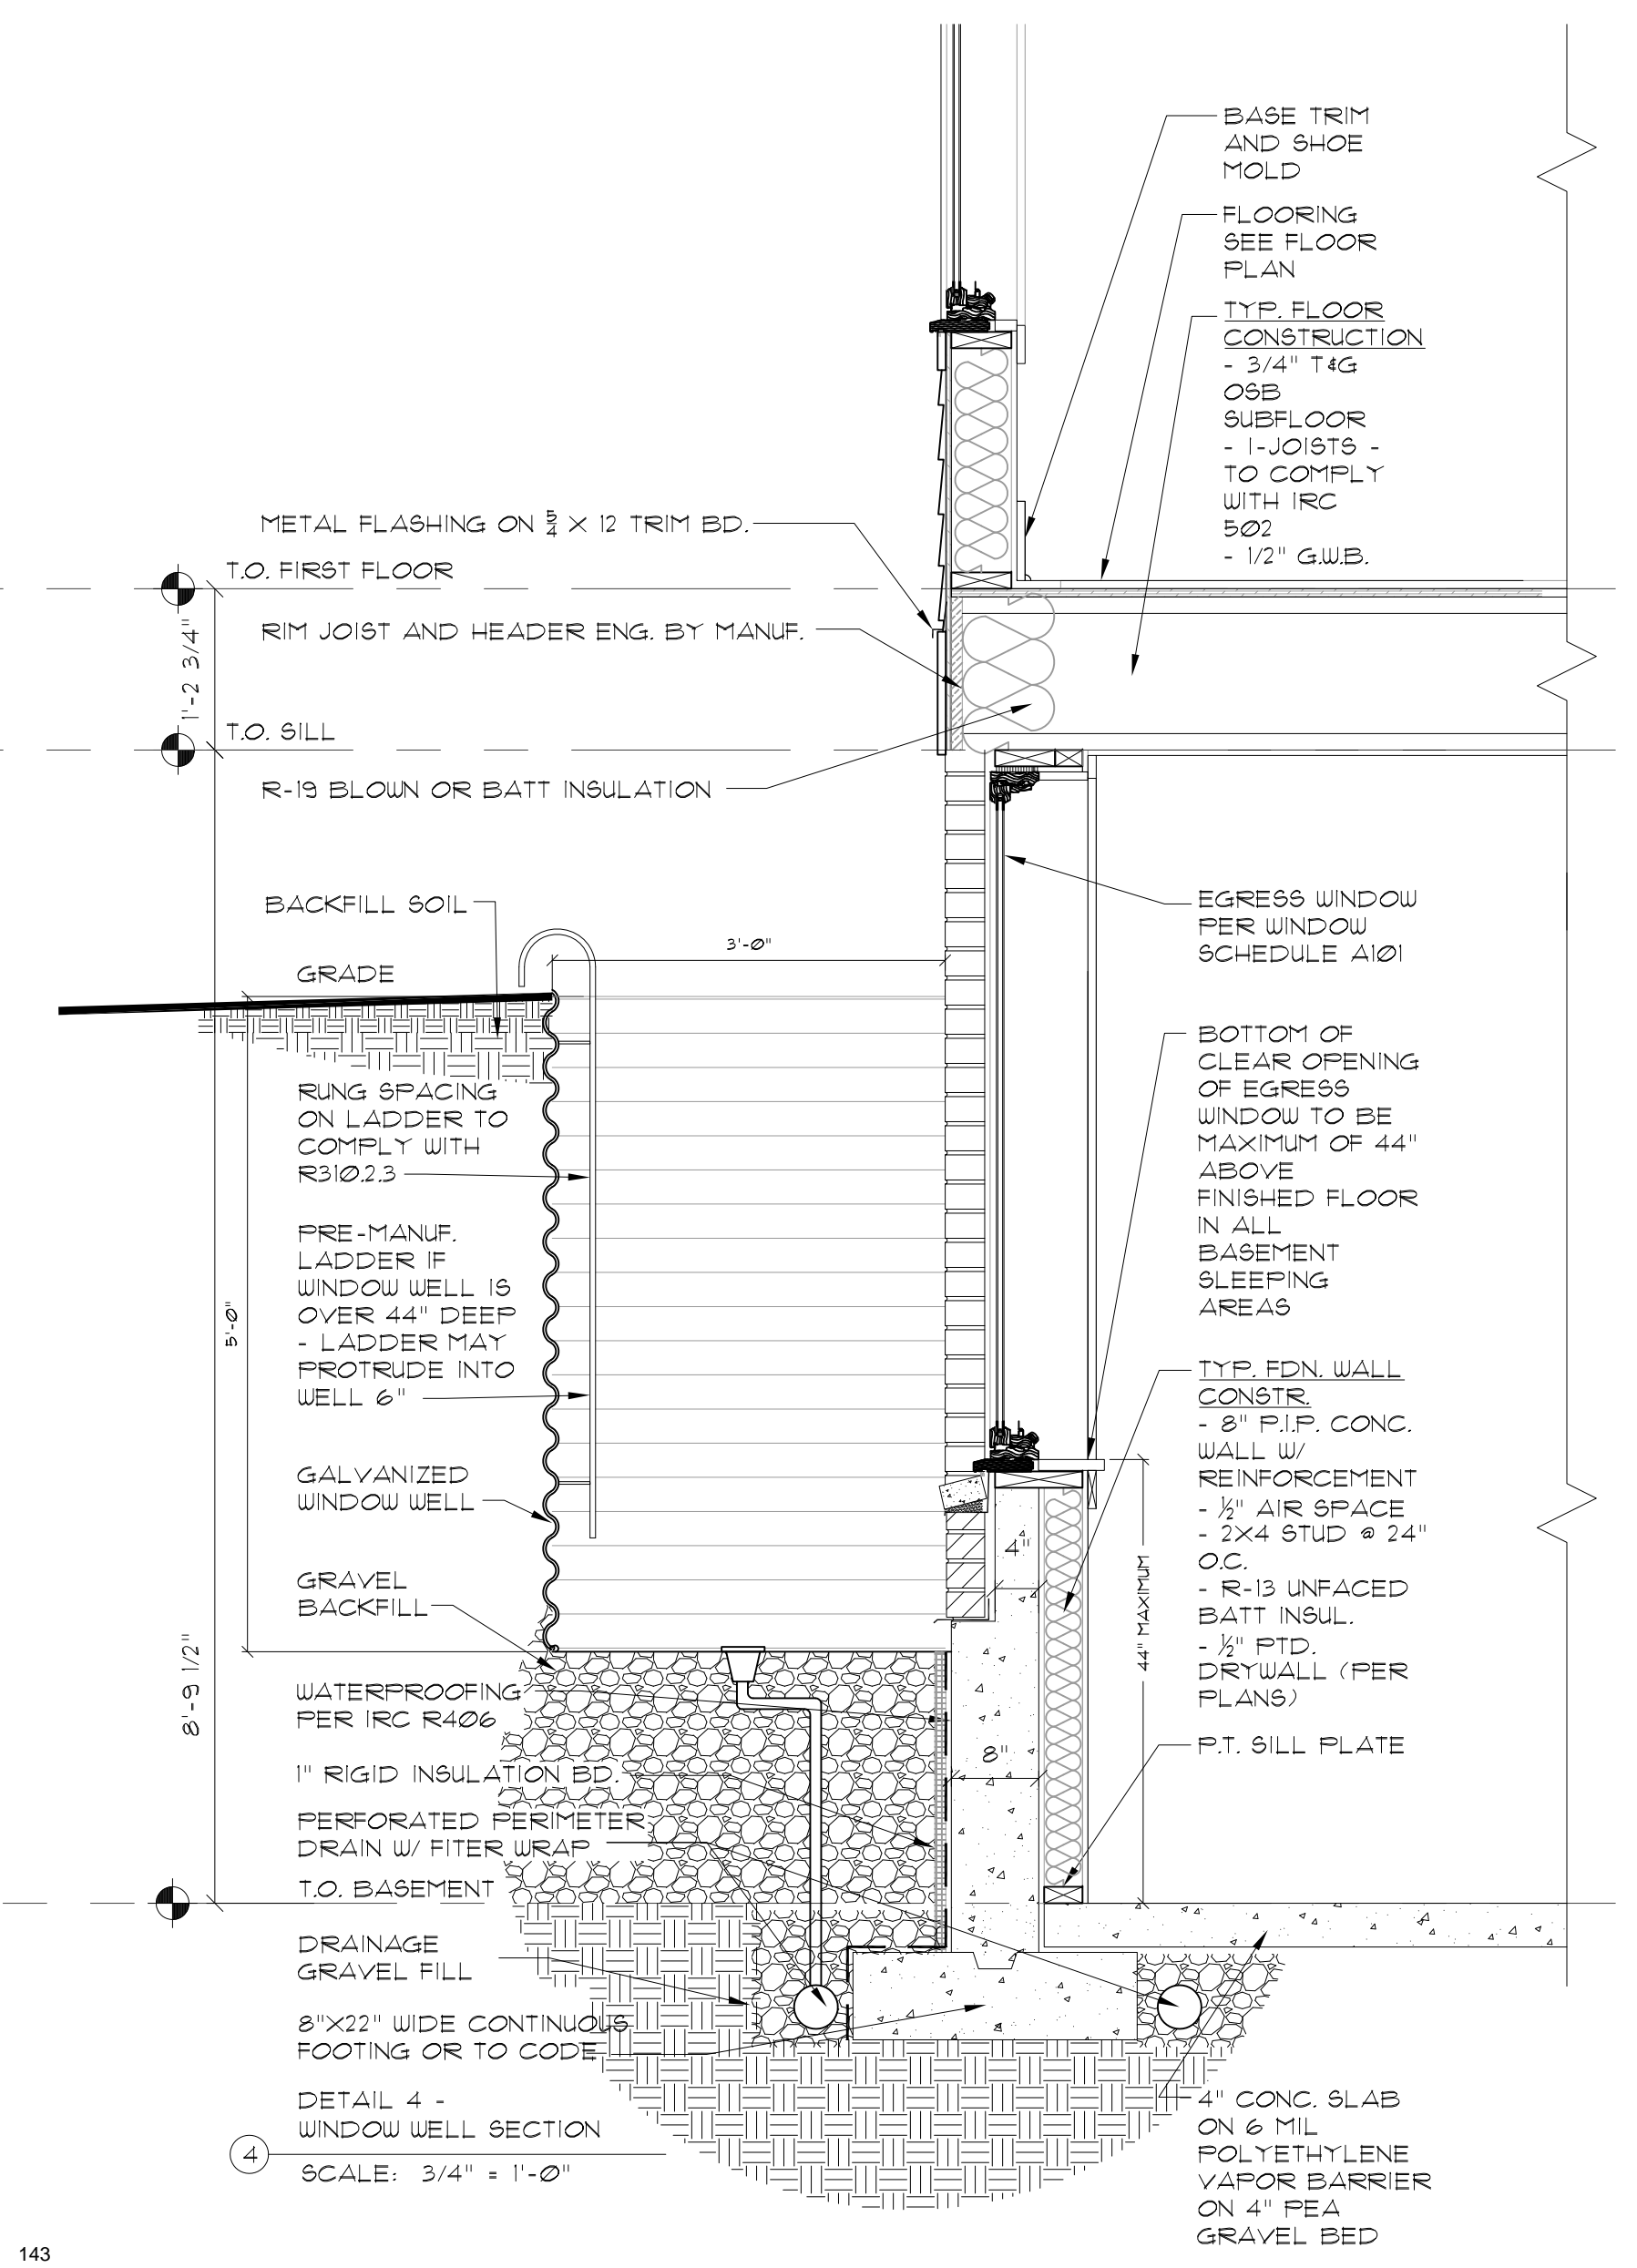 BASE TRIM
AND SHOE
MOLD
FLOORING
SEE FLOOR
PLAN
TYP. FLOOR
CONSTRUCTION
- 3/4" T&G
OSB
SUBFLOOR
- I-JOISTS -
TO COMPLY
WITH IRC
502
- 1/2" G.W.B.
METAL FLASHING ON 5/4 X 12 TRIM BD.
T.O. FIRST FLOOR
RIM JOIST AND HEADER ENG. BY MANUF.
1'-2 3/4"
T.O. SILL
R-19 BLOWN OR BATT INSULATION
BACKFILL SOIL
3'-0"
GRADE
EGRESS WINDOW
PER WINDOW
SCHEDULE A101
BOTTOM OF
CLEAR OPENING
OF EGRESS
WINDOW TO BE
MAXIMUM OF 44"
ABOVE
FINISHED FLOOR
IN ALL
BASEMENT
SLEEPING
AREAS
RUNG SPACING
ON LADDER TO
COMPLY WITH
R310.2.3
PRE-MANUF.
LADDER IF
WINDOW WELL IS
OVER 44" DEEP
- LADDER MAY
PROTRUDE INTO
WELL 6"
5'-0"
TYP. FDN. WALL
CONSTR.
- 8" P.I.P. CONC.
WALL W/
REINFORCEMENT
- 1/2" AIR SPACE
- 2X4 STUD @ 24"
O.C.
- R-13 UNFACED
BATT INSUL.
- 1/2" PTD.
DRYWALL (PER
PLANS)
GALVANIZED
WINDOW WELL
4"
44" MAXIMUM
GRAVEL
BACKFILL
8'-9 1/2"
WATERPROOFING
PER IRC R406
8"
P.T. SILL PLATE
1" RIGID INSULATION BD.
PERFORATED PERIMETER
DRAIN W/ FITER WRAP
T.O. BASEMENT
DRAINAGE
GRAVEL FILL
8"X22" WIDE CONTINUOUS
FOOTING OR TO CODE
DETAIL 4 -
WINDOW WELL SECTION
4
SCALE: 3/4" = 1'-0"
4" CONC. SLAB
ON 6 MIL
POLYETHYLENE
VAPOR BARRIER
ON 4" PEA
GRAVEL BED
143